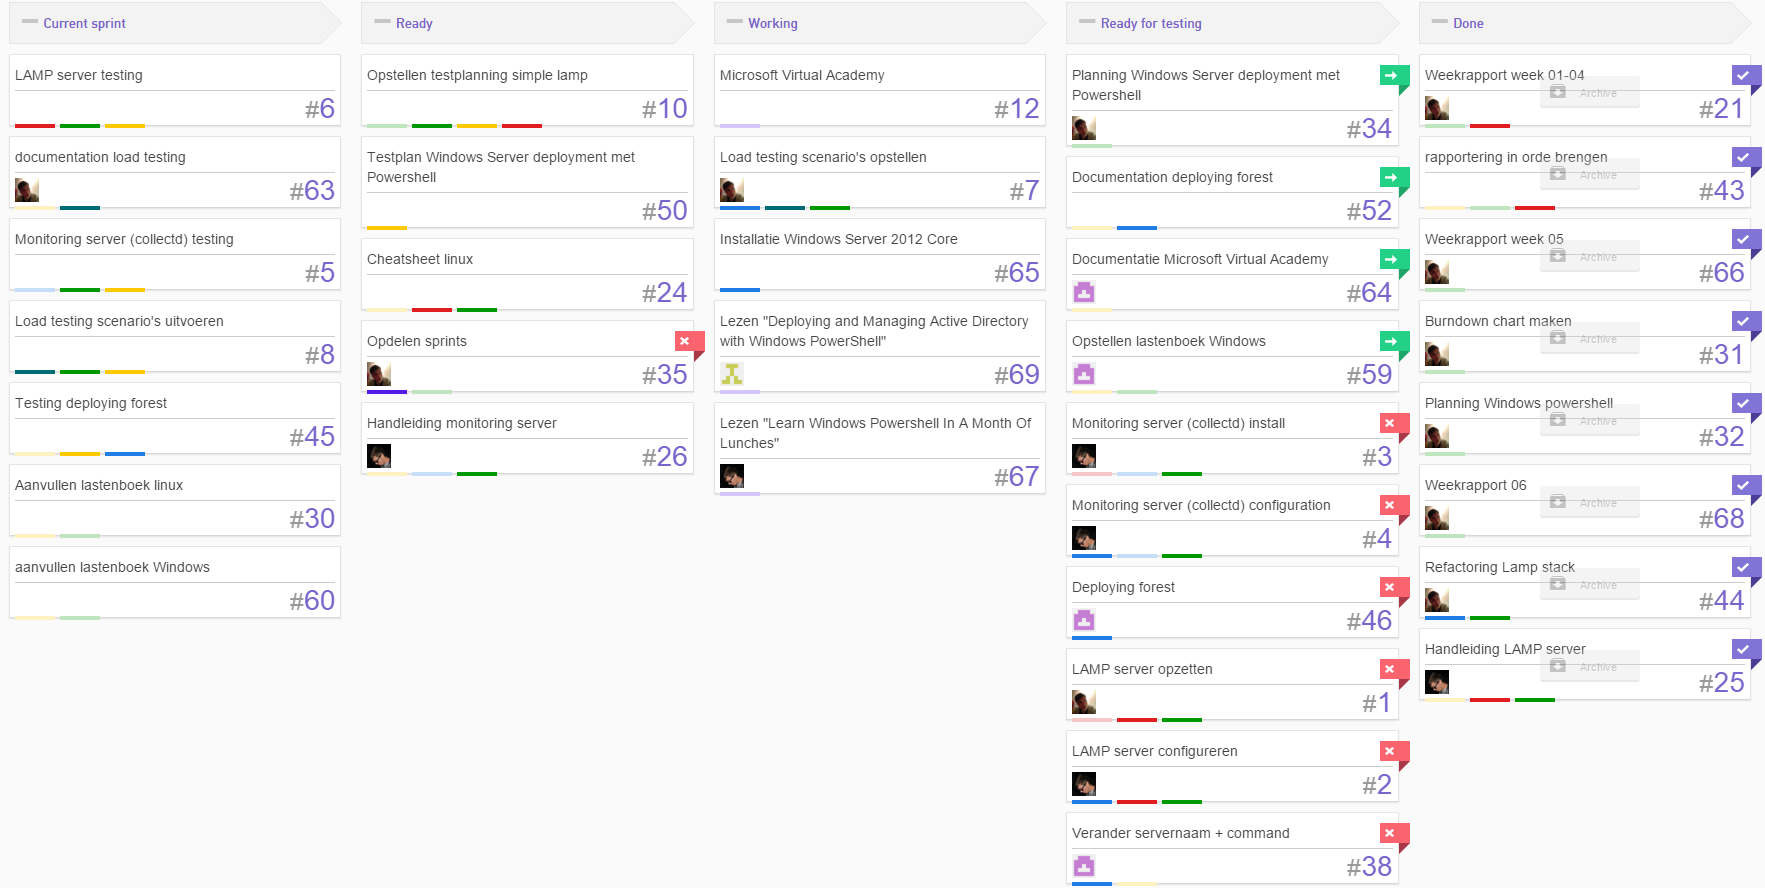 Current sprint
LAMP server testing
#6
documentation load testing
#63
Monitoring server (collectd) testing
#5
Load testing scenario's uitvoeren
#8
Testing deploying forest
#45
Aanvullen lastenboek linux
#30
aanvullen lastenboek Windows
#60
Ready
Opstellen testplanning simple lamp
#10
Testplan Windows Server deployment met
Powershell
#50
Cheatsheet linux
#24
Opdelen sprints
#35
Handleiding monitoring server
#26
Working
Microsoft Virtual Academy
#12
Load testing scenario's opstellen
#7
Installatie Windows Server 2012 Core
#65
Lezen "Deploying and Managing Active Directory
with Windows PowerShell"
#69
Lezen "Learn Windows Powershell In A Month Of
Lunches"
#67
Ready for testing
Planning Windows Server deployment met
Powershell
#34
Documentation deploying forest
#52
Documentatie Microsoft Virtual Academy
#64
Opstellen lastenboek Windows
#59
Monitoring server (collectd) install
#3
Monitoring server (collectd) configuration
#4
Deploying forest
#46
LAMP server opzetten
#1
LAMP server configureren
#2
Verander servernaam + command
#38
Done
Weekrapport week 01-04
Archive
#21
rapportering in orde brengen
Archive
#43
Weekrapport week 05
Archive
#66
Burndown chart maken
Archive
#31
Planning Windows powershell
Archive
#32
Weekrapport 06
Archive
#68
Refactoring Lamp stack
Archive
#44
Handleiding LAMP server
Archive
#25